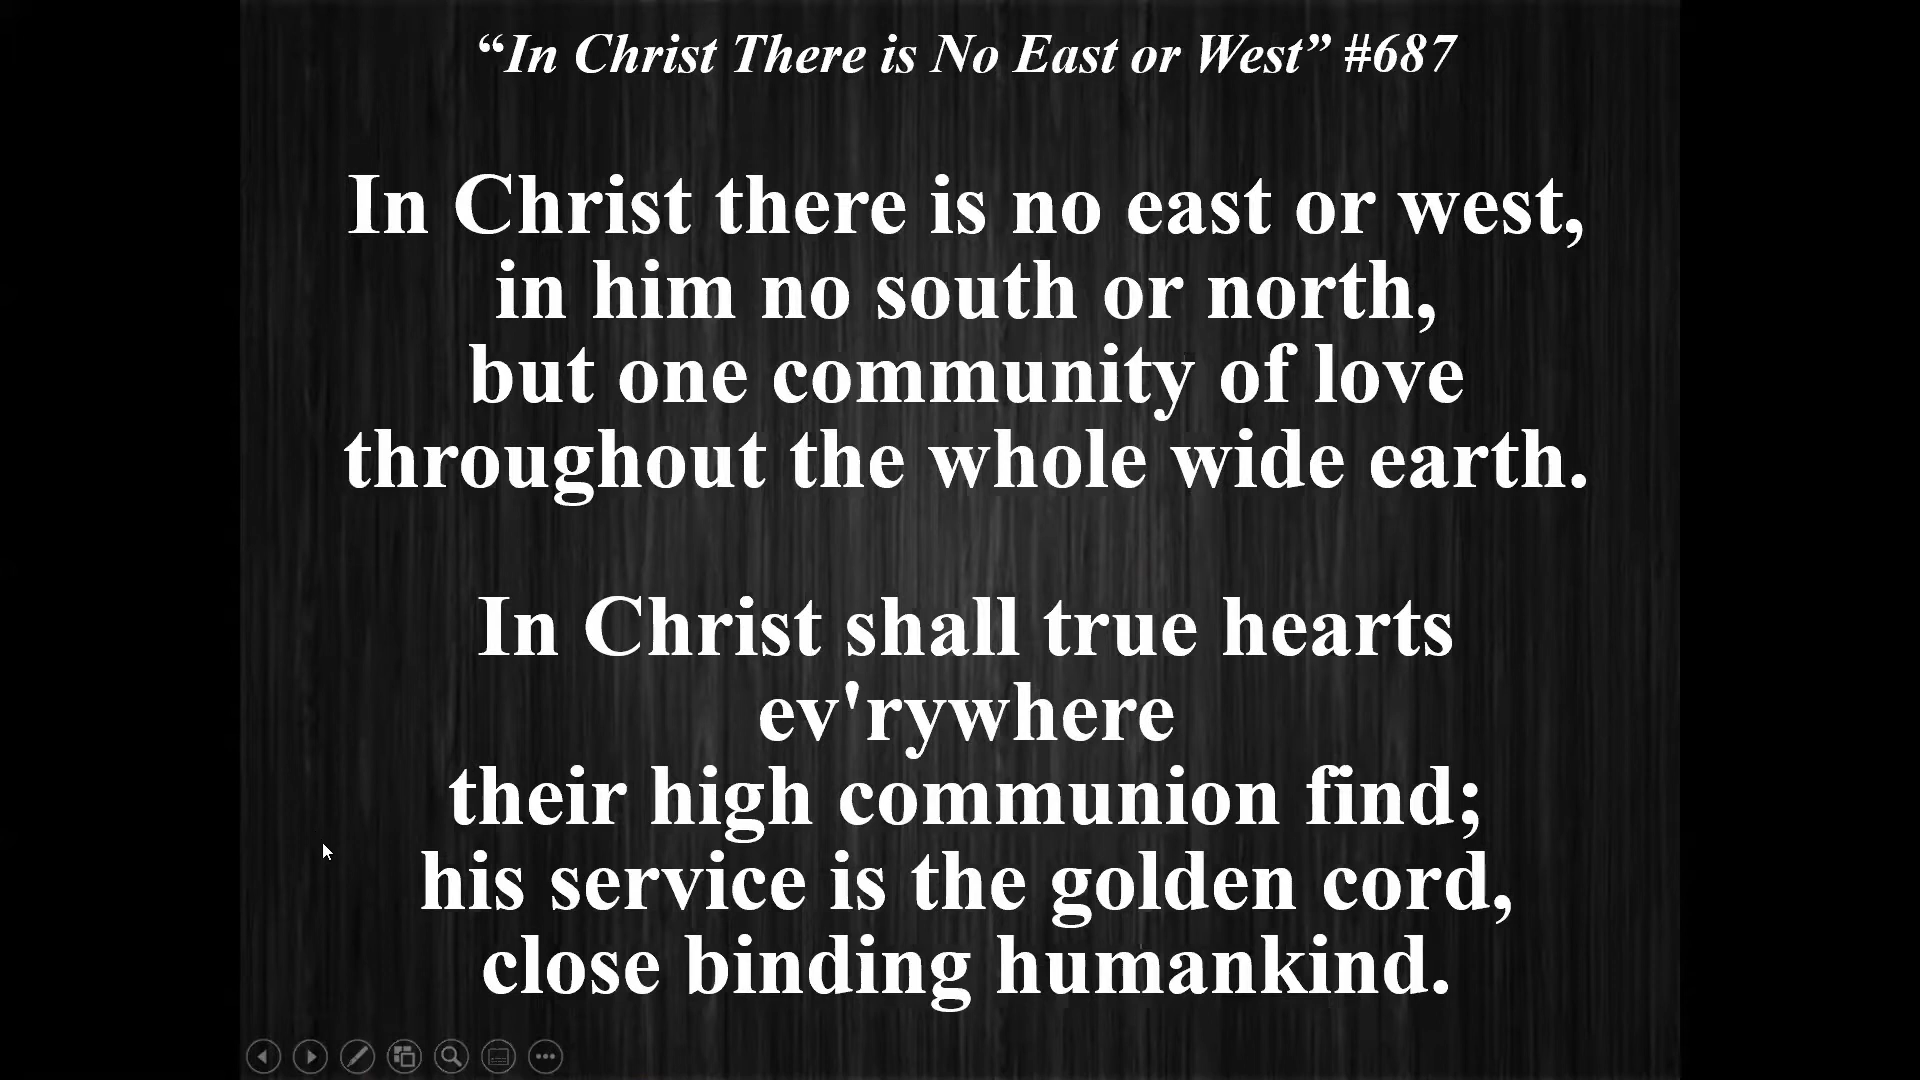 “In Christ There is No East or West” #687
In Christ there is no east or west,
in him no south or north,
but one community of love
throughout the whole wide earth.
In Christ shall true hearts
ev'rywhere
their high communion find;
his service is the golden cord,
close binding humankind.